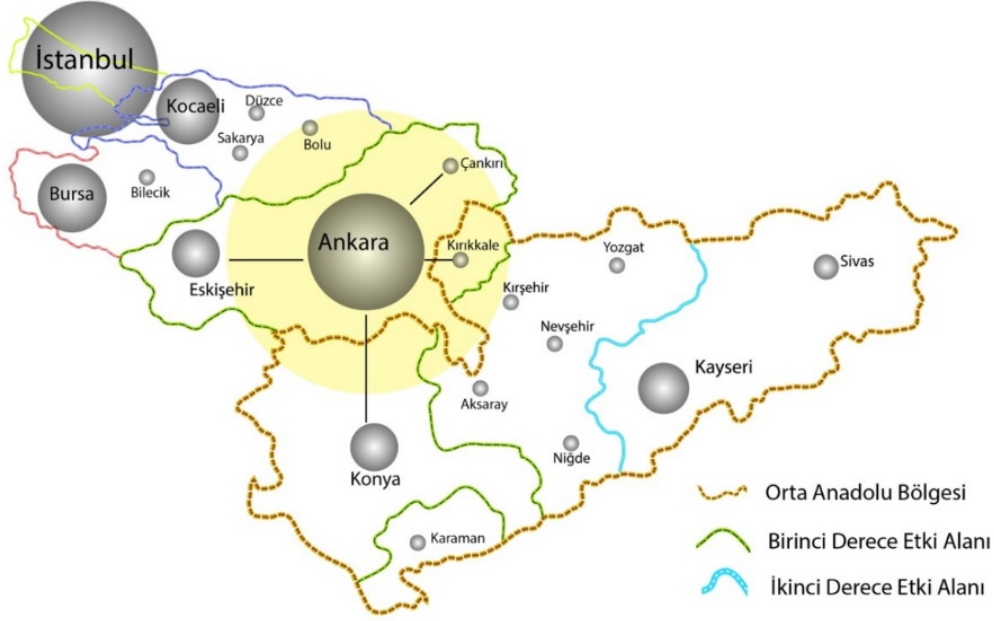 İstanbul
Kocaeli
Düzce
Sakarya
Bolu
Çankırı
Bursa
Bilecik
Ankara
Kırıkkale
Yozgat
Sivas
Eskişehir
Kırşehir
Nevşehir
Kayseri
Aksaray
Niğde
Konya
Karaman
Orta Anadolu Bölgesi
Birinci Derece Etki Alanı
İkinci Derece Etki Alanı